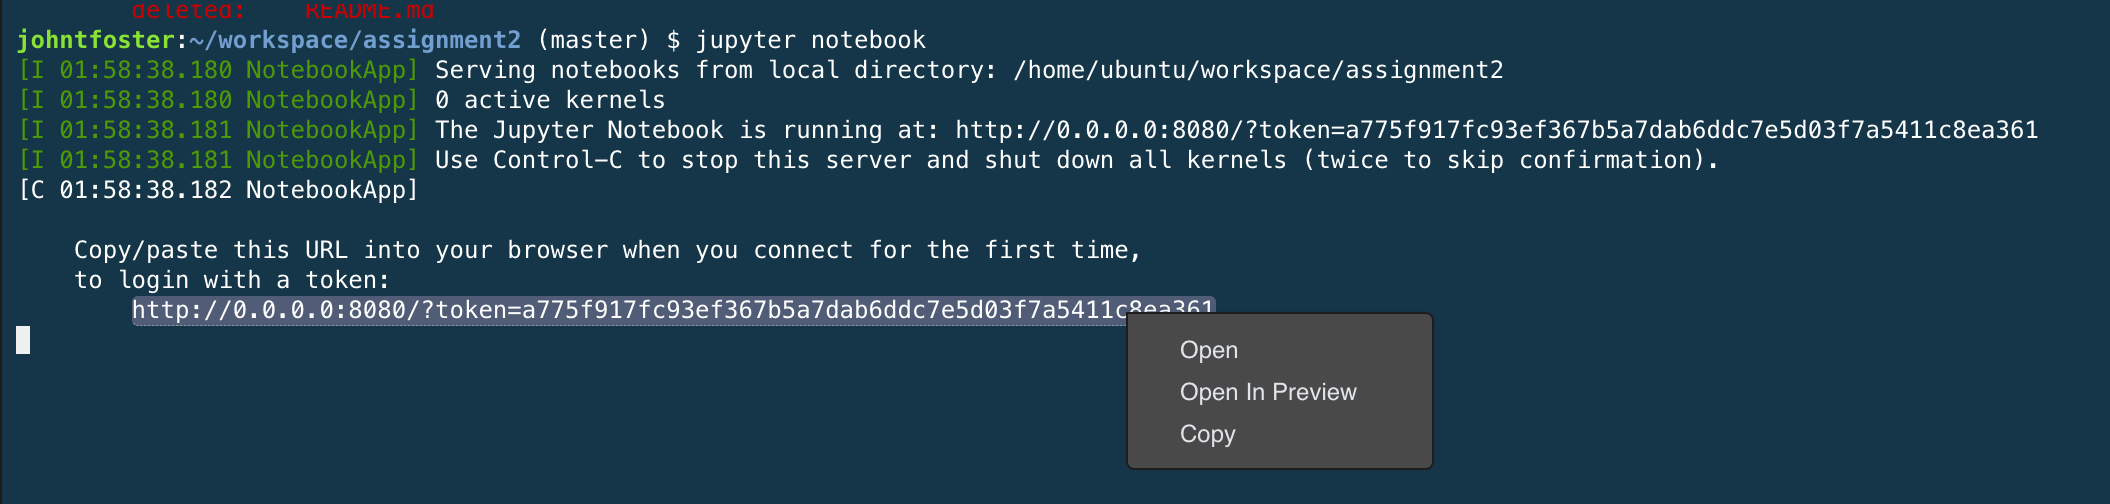 deleted:    README.md
johntfoster:~/workspace/assignment2 (master) $ jupyter notebook
[I 01:58:38.180 NotebookApp] Serving notebooks from local directory: /home/ubuntu/workspace/assignment2
[I 01:58:38.180 NotebookApp] 0 active kernels
[I 01:58:38.181 NotebookApp] The Jupyter Notebook is running at: http://0.0.0.0:8080/?token=a775f917fc93ef367b5a7dab6ddc7e5d03f7a5411c8ea361
[I 01:58:38.181 NotebookApp] Use Control-C to stop this server and shut down all kernels (twice to skip confirmation).
[C 01:58:38.182 NotebookApp]
Copy/paste this URL into your browser when you connect for the first time,
to login with a token:
http://0.0.0.0:8080/?token=a775f917fc93ef367b5a7dab6ddc7e5d03f7a5411c8ea361
Open
Open In Preview
Copy